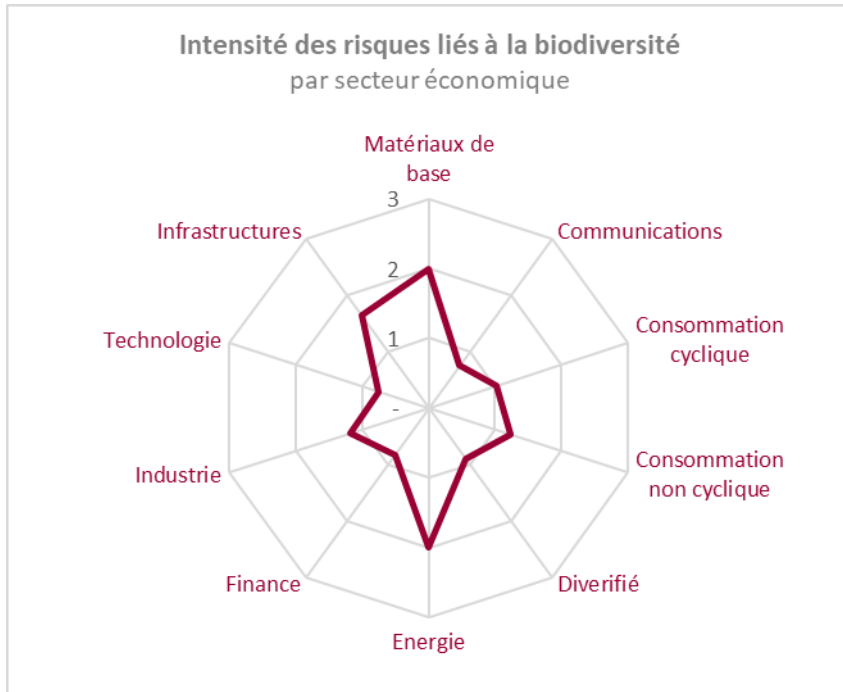 Intensité des risques liés à la biodiversité
par secteur économique
Matériaux de
base
3
Infrastructures
Communications
2
Technologie
Consommation
cyclique
1
-
Industrie
Consommation
non cyclique
Finance
Diverifié
Energie